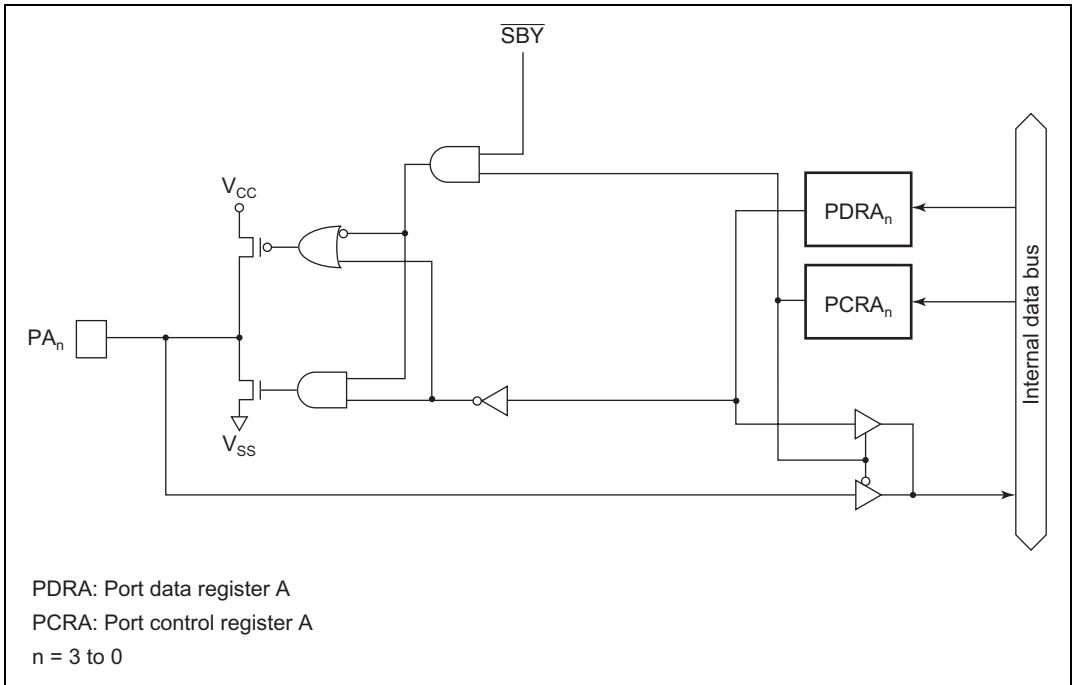 SBY
V_CC
PDRA_n
PCRA_n
PA_n
V_SS
Internal data bus
PDRA: Port data register A
PCRA: Port control register A
n = 3 to 0